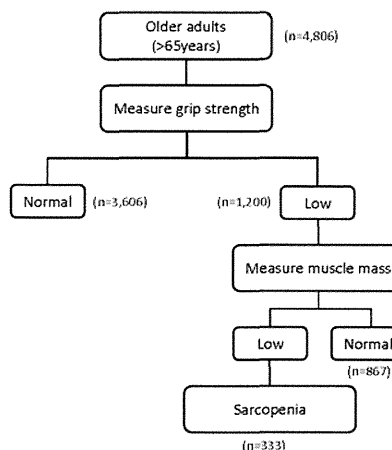 Older adults
(>65years)
(n=4,806)
Measure grip strength
Normal
(n=3,606)
(n=1,200)
Low
Measure muscle mass
Low
Normal
(n=867)
Sarcopenia
(n=333)